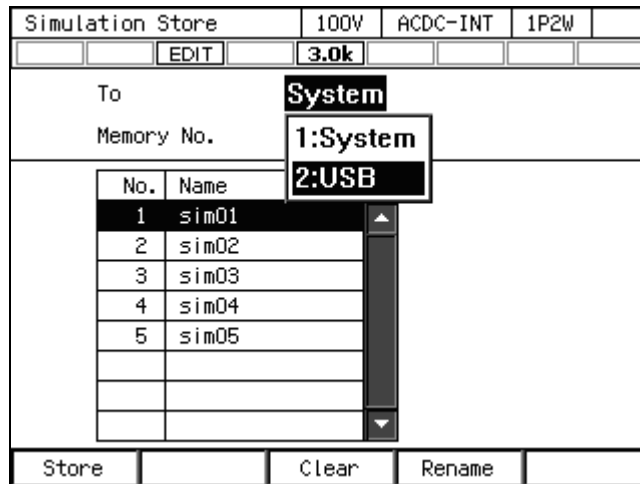 Simulation Store 100V ACDC-INT 1P2W
EDIT 3.0k
To System
Memory No. 1:System
2:USB
No. Name
1 sim01
2 sim02
3 sim03
4 sim04
5 sim05
Store Clear Rename